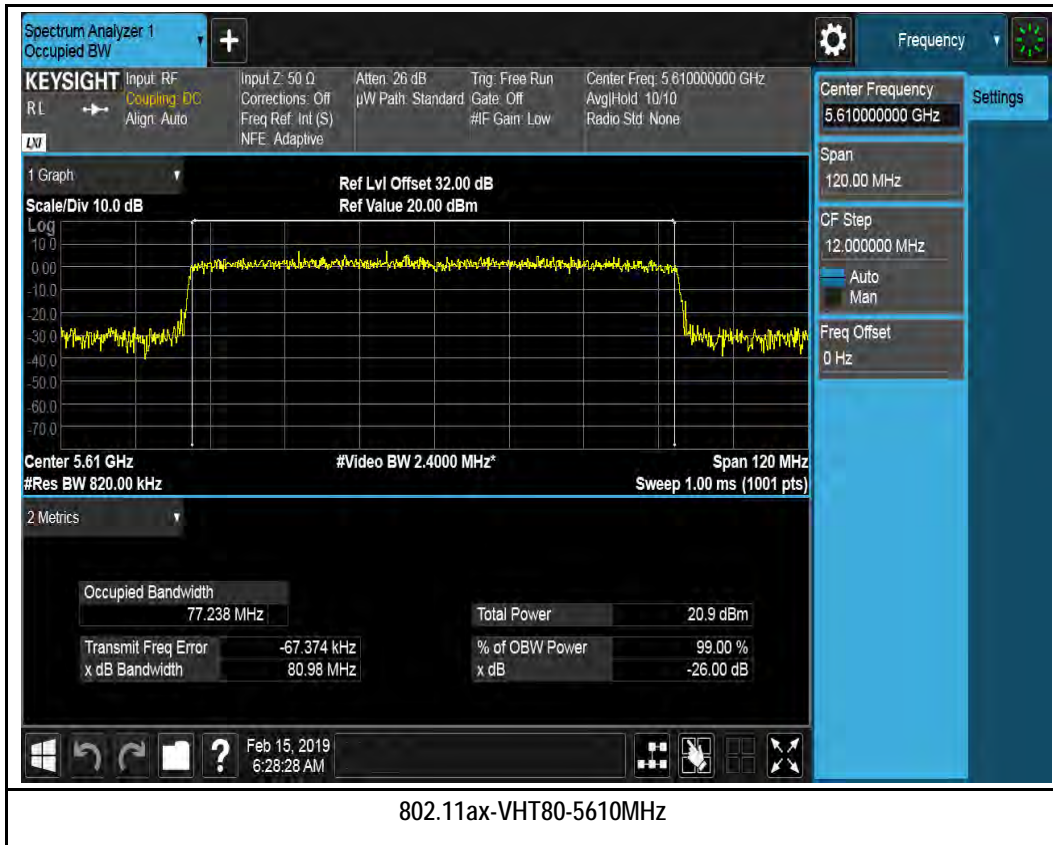 Spectrum Analyzer 1
Occupied BW
+
Frequency
KEYSIGHT
Input: RF
Coupling: DC
Align: Auto
Input Z: 50 Ω
Corrections: Off
Freq Ref: Int (S)
NFE: Adaptive
Atten: 26 dB
µW Path: Standard
Trig: Free Run
Gate: Off
#IF Gain: Low
Center Freq: 5.610000000 GHz
Avg|Hold: 10/10
Radio Std: None
R L
LXI
Center Frequency
5.610000000 GHz
Settings
Span
120.00 MHz
CF Step
12.000000 MHz
Auto
Man
Freq Offset
0 Hz
1 Graph
Scale/Div 10.0 dB
Ref Lvl Offset 32.00 dB
Ref Value 20.00 dBm
Log
10.0
0.00
-10.0
-20.0
-30.0
-40.0
-50.0
-60.0
-70.0
Center 5.61 GHz
#Video BW 2.4000 MHz*
Span 120 MHz
#Res BW 820.00 kHz
Sweep 1.00 ms (1001 pts)
2 Metrics
Occupied Bandwidth
77.238 MHz
Total Power 20.9 dBm
Transmit Freq Error -67.374 kHz
% of OBW Power 99.00 %
x dB Bandwidth 80.98 MHz
x dB -26.00 dB
?
Feb 15, 2019
6:28:28 AM
802.11ax-VHT80-5610MHz